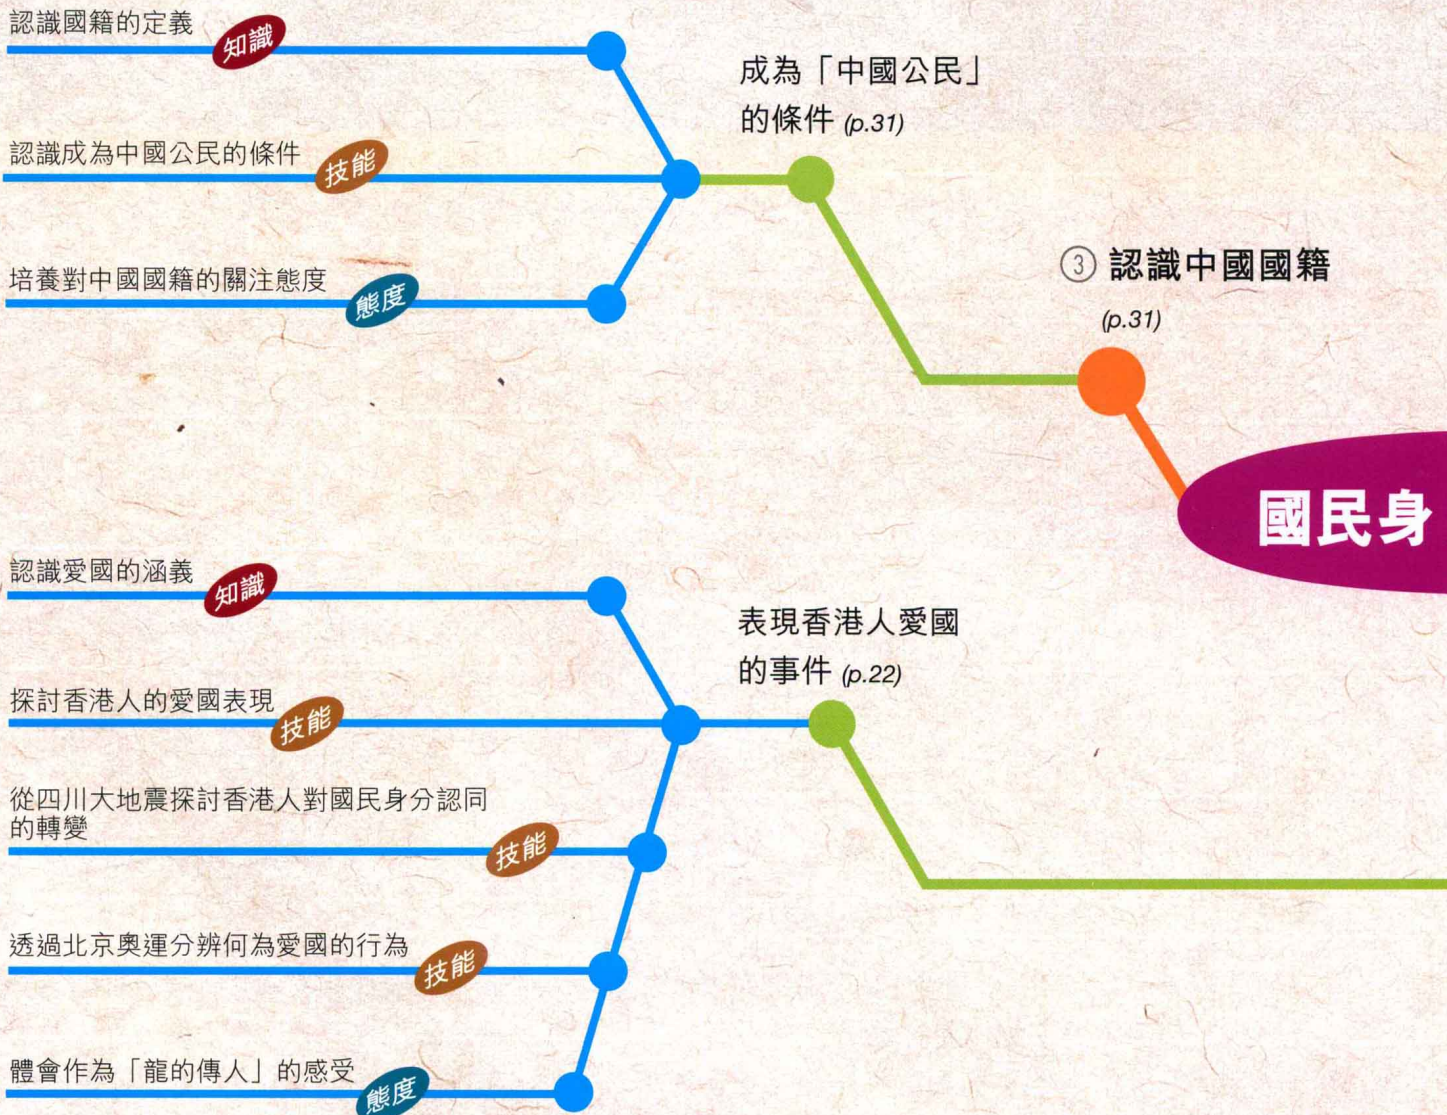 認識國籍的定義
知識
成為「中國公民」
的條件 (p.31)
認識成為中國公民的條件
技能
培養對中國國籍的關注態度
態度
③ 認識中國國籍
(p.31)
國民身
認識愛國的涵義
知識
表現香港人愛國
的事件 (p.22)
探討香港人的愛國表現
技能
從四川大地震探討香港人對國民身分認同
的轉變
技能
透過北京奧運分辨何為愛國的行為
技能
體會作為「龍的傳人」的感受
態度